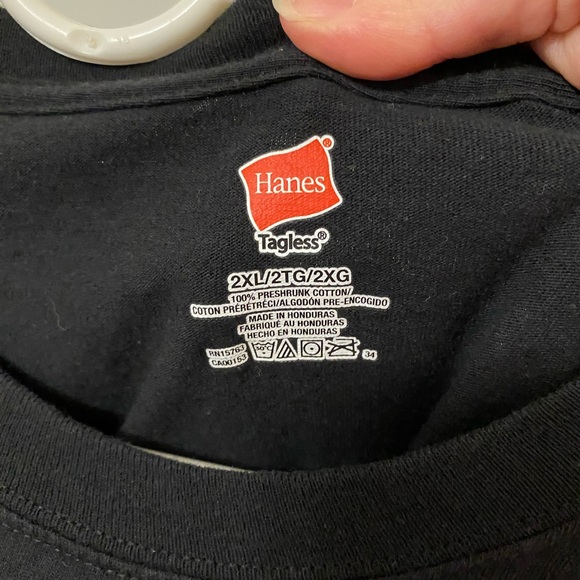 Hanes®
Tagless®
2XL/2TG/2XG
100% PRESHRUNK COTTON/
COTON PRÉRÉTRÉCI/ALGODÓN PRE-ENCOGIDO
MADE IN HONDURAS
FABRIQUÉ AU HONDURAS
HECHO EN HONDURAS
RN15763
CA00153
34